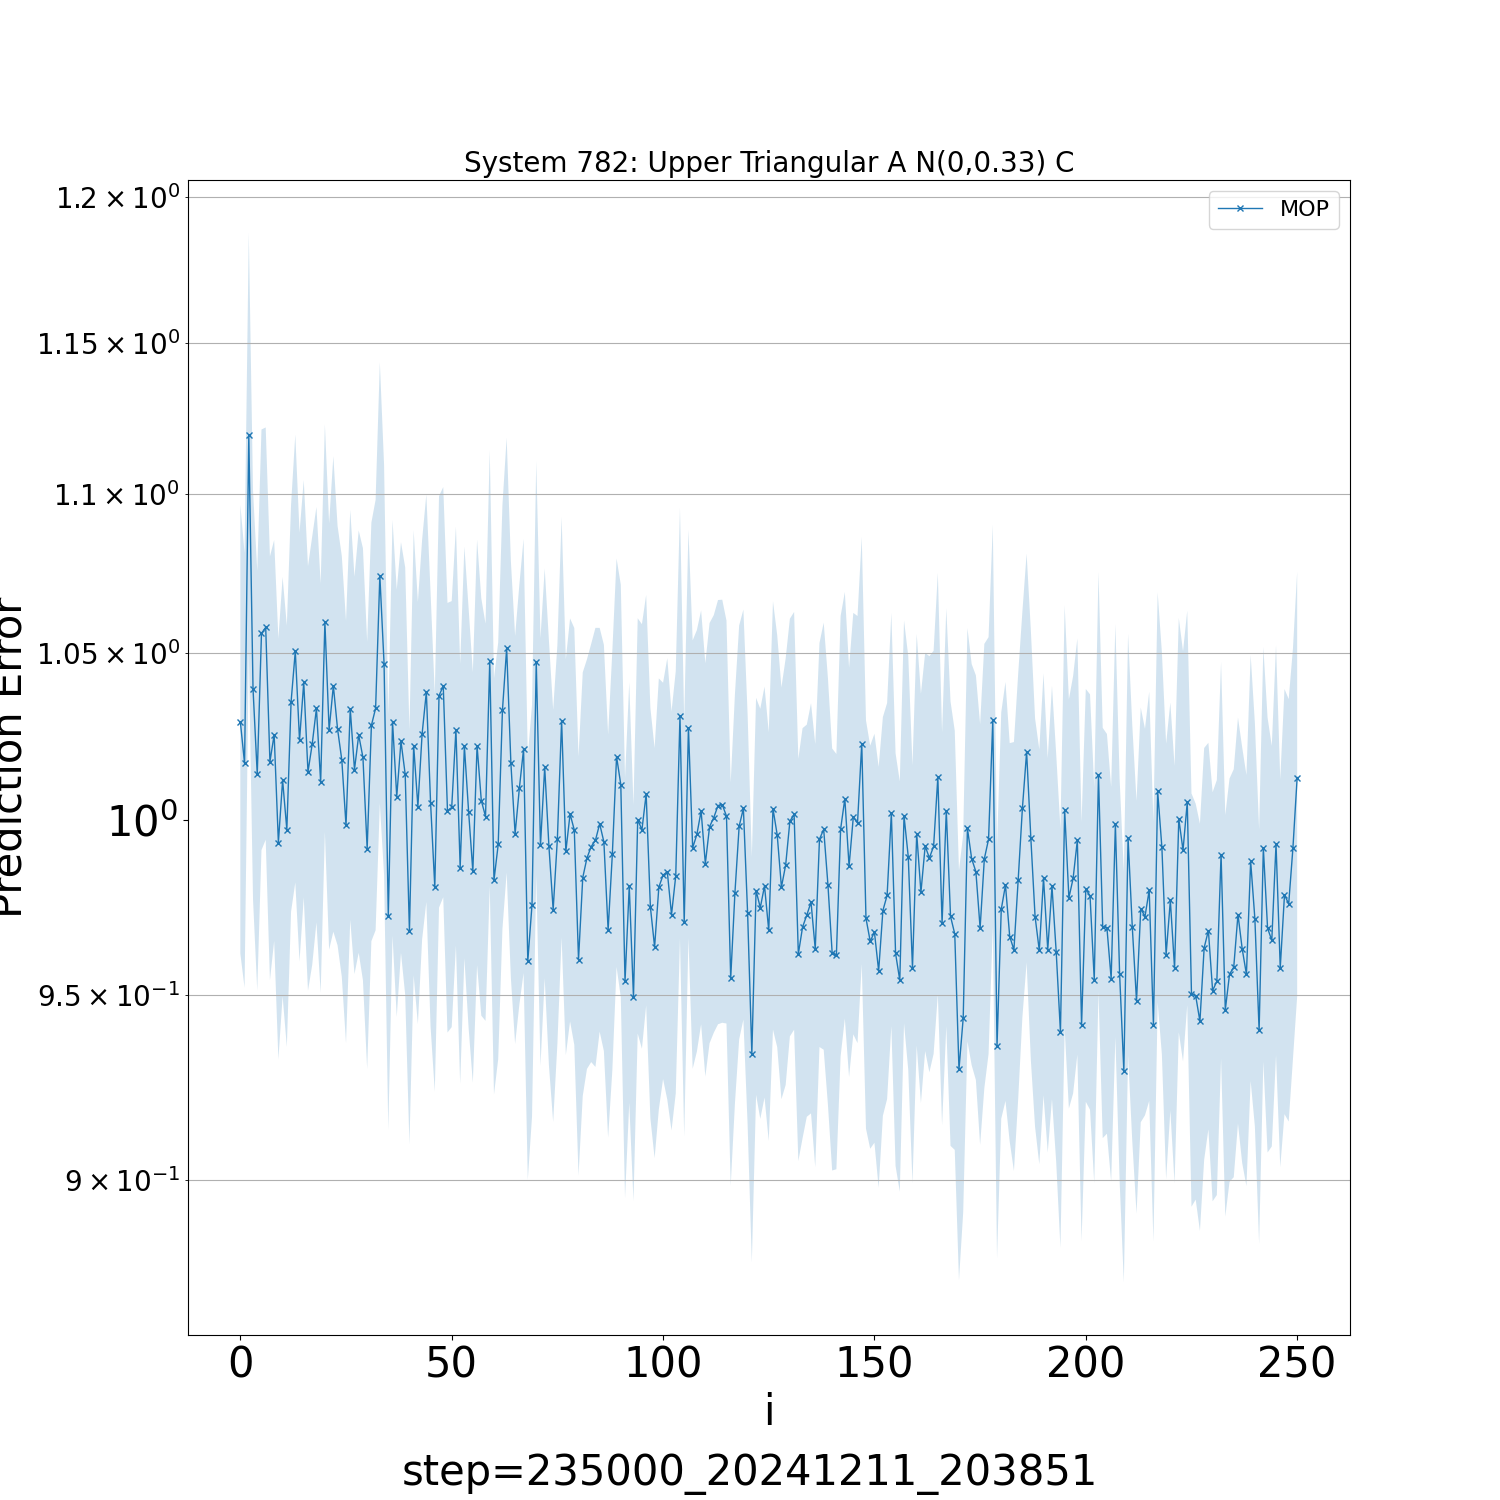 System 782: Upper Triangular A N(0,0.33) C
MOP
1.2 × 10⁰
1.15 × 10⁰
1.1 × 10⁰
1.05 × 10⁰
10⁰
9.5 × 10⁻¹
9 × 10⁻¹
Prediction Error
0 50 100 150 200 250
i
step=235000_20241211_203851